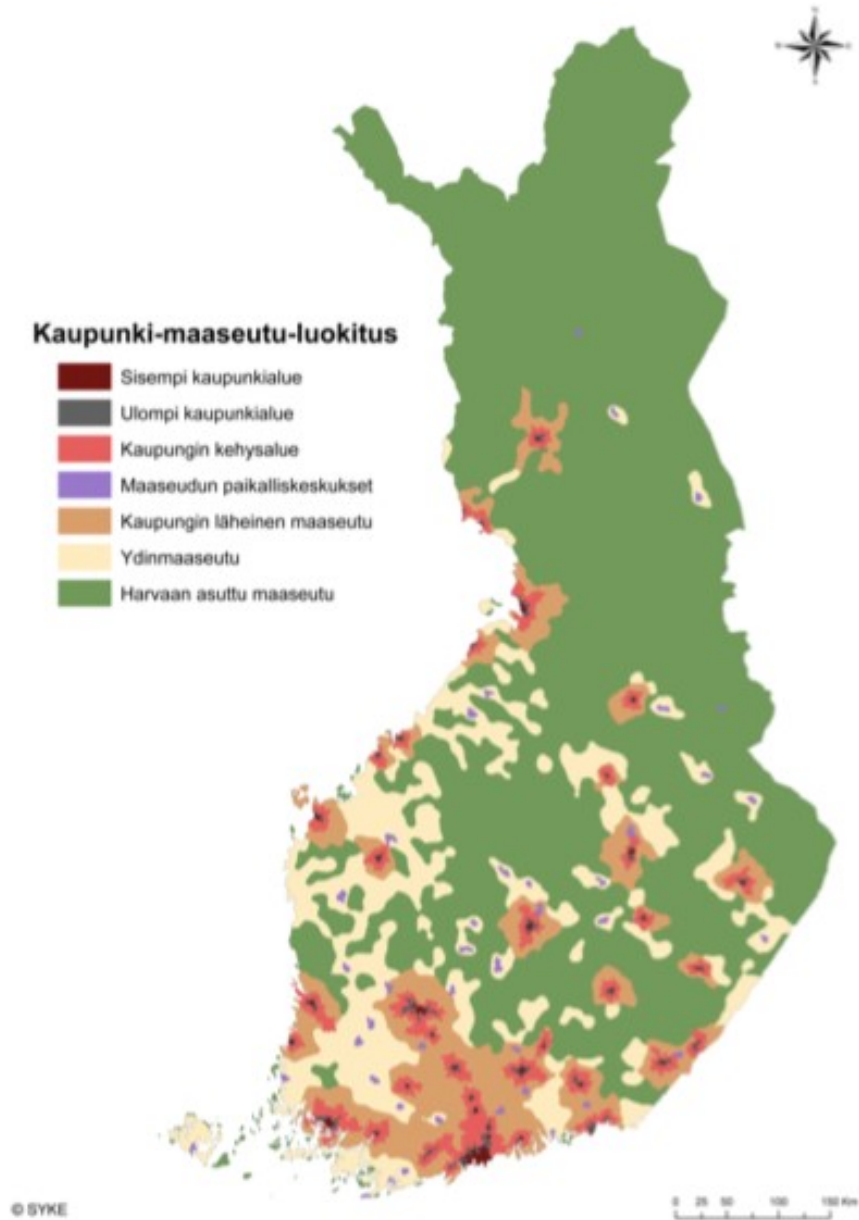 Kaupunki-maaseutu-luokitus
Sisempi kaupunkialue
Ulompi kaupunkialue
Kaupungin kehysalue
Maaseudun paikalliskeskukset
Kaupungin läheinen maaseutu
Ydinmaaseutu
Harvaan asuttu maaseutu
© SYKE
0 25 50 100 150 Km